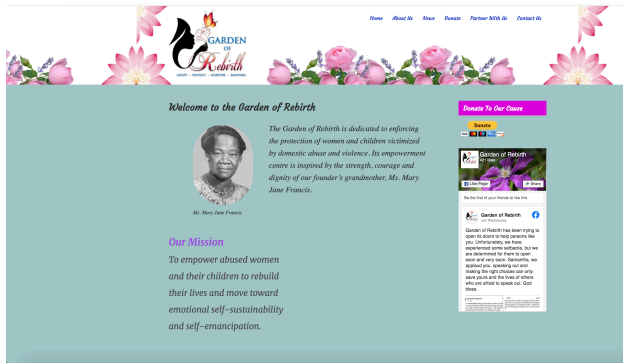 Home About Us News Donate Partner With Us Contact Us
GARDEN
OF
Rebirth
ADOPT · PROTECT · NURTURE · MANIFEST
Welcome to the Garden of Rebirth
The Garden of Rebirth is dedicated to enforcing
the protection of women and children victimized
by domestic abuse and violence. Its empowerment
centre is inspired by the strength, courage and
dignity of our founder's grandmother, Ms. Mary
Jane Francis.
Ms. Mary Jane Francis
Our Mission
To empower abused women
and their children to rebuild
their lives and move toward
emotional self-sustainability
and self-emancipation.
Donate To Our Cause
Donate
Garden of Rebirth
421 likes
Like Page
Share
Be the first of your friends to like this
Garden of Rebirth
last Wednesday
Garden of Rebirth has been trying to
open its doors to help persons like
you. Unfortunately, we have
experienced some setbacks, but we
are determined for them to open
soon and very soon. Samantha, we
applaud you, speaking out and
making the right choices can only
save yours and the lives of others
who are afraid to speak out. God
bless.